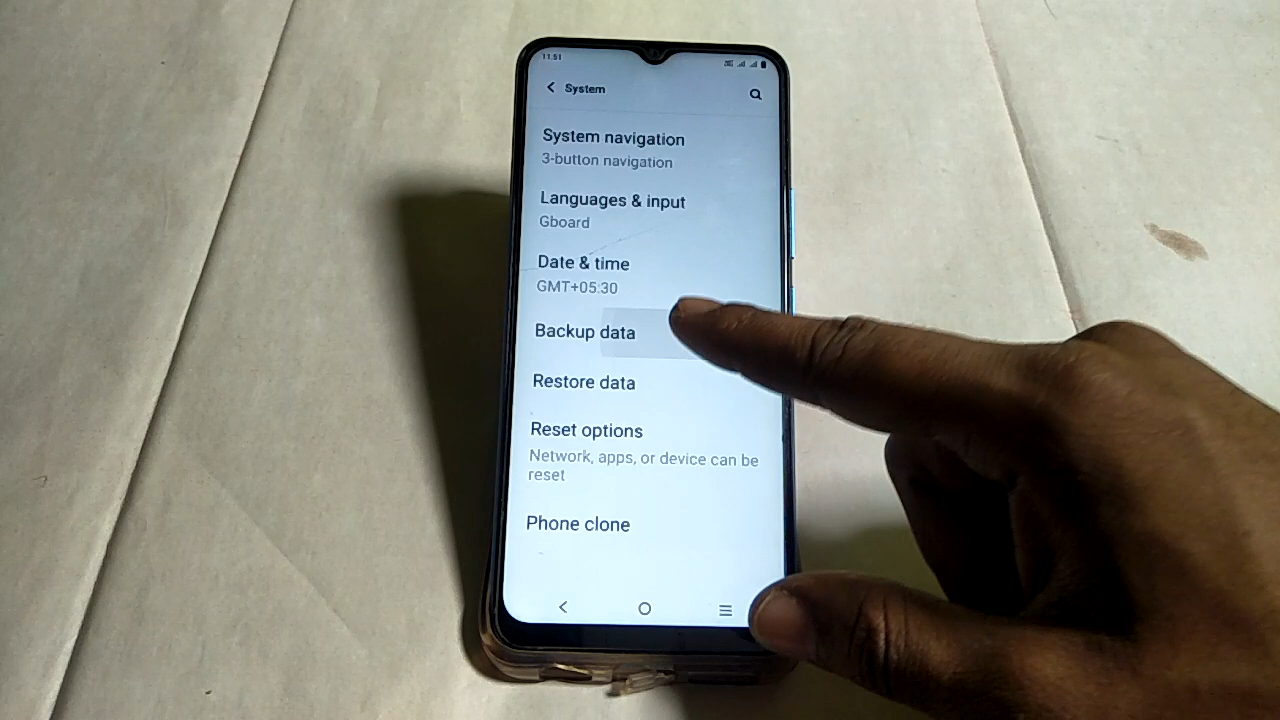 11:51
System
System navigation
3-button navigation
Languages & input
Gboard
Date & time
GMT+05:30
Backup data
Restore data
Reset options
Network, apps, or device can be
reset
Phone clone